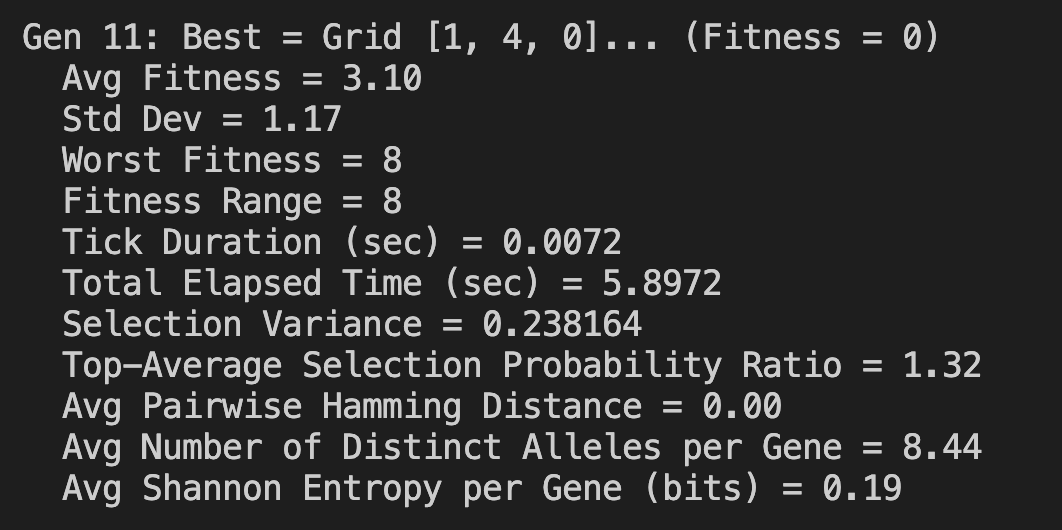 Gen 11: Best = Grid [1, 4, 0]... (Fitness = 0)
Avg Fitness = 3.10
Std Dev = 1.17
Worst Fitness = 8
Fitness Range = 8
Tick Duration (sec) = 0.0072
Total Elapsed Time (sec) = 5.8972
Selection Variance = 0.238164
Top-Average Selection Probability Ratio = 1.32
Avg Pairwise Hamming Distance = 0.00
Avg Number of Distinct Alleles per Gene = 8.44
Avg Shannon Entropy per Gene (bits) = 0.19